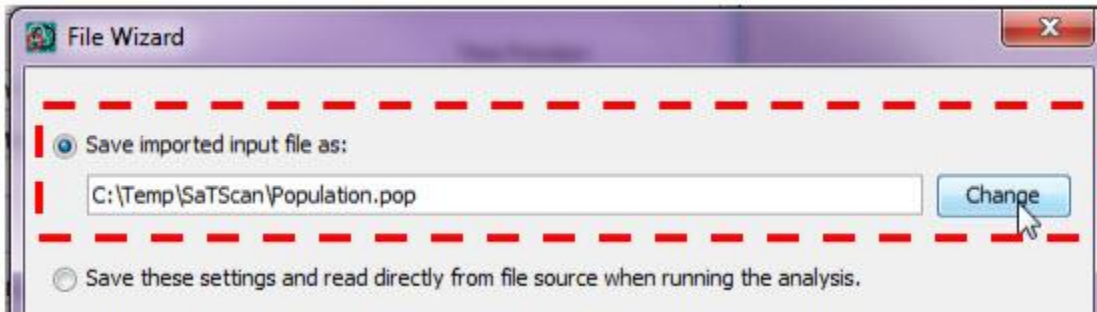 File Wizard
Save imported input file as:
C:\Temp\SaTScan\Population.pop
Change
Save these settings and read directly from file source when running the analysis.